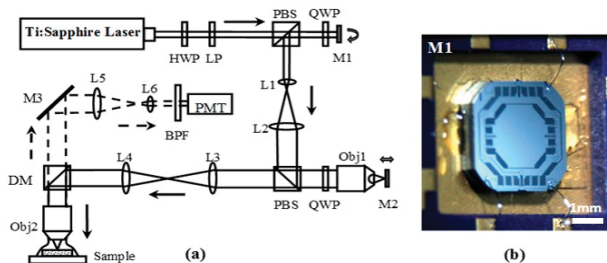 Ti:Sapphire Laser
HWP
LP
PBS
QWP
M1
M3
L5
L6
PMT
BPF
L1
L2
DM
L4
L3
PBS
QWP
Obj1
M2
Obj2
Sample
(a)
M1
1mm
(b)